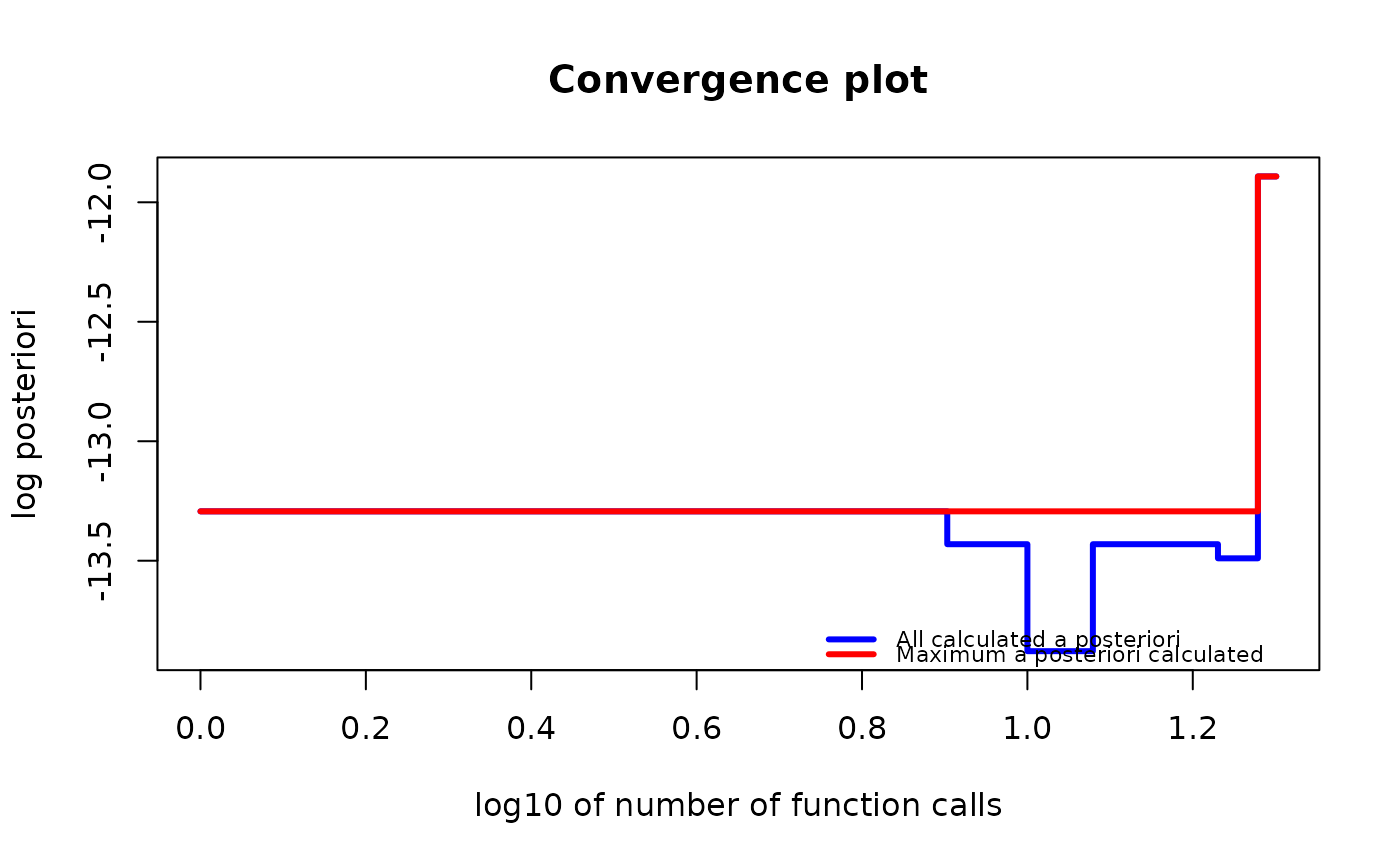 Convergence plot
log posteriori
-12.0
-12.5
-13.0
-13.5
All calculated a posteriori
Maximum a posteriori calculated
0.0 0.2 0.4 0.6 0.8 1.0 1.2
log10 of number of function calls